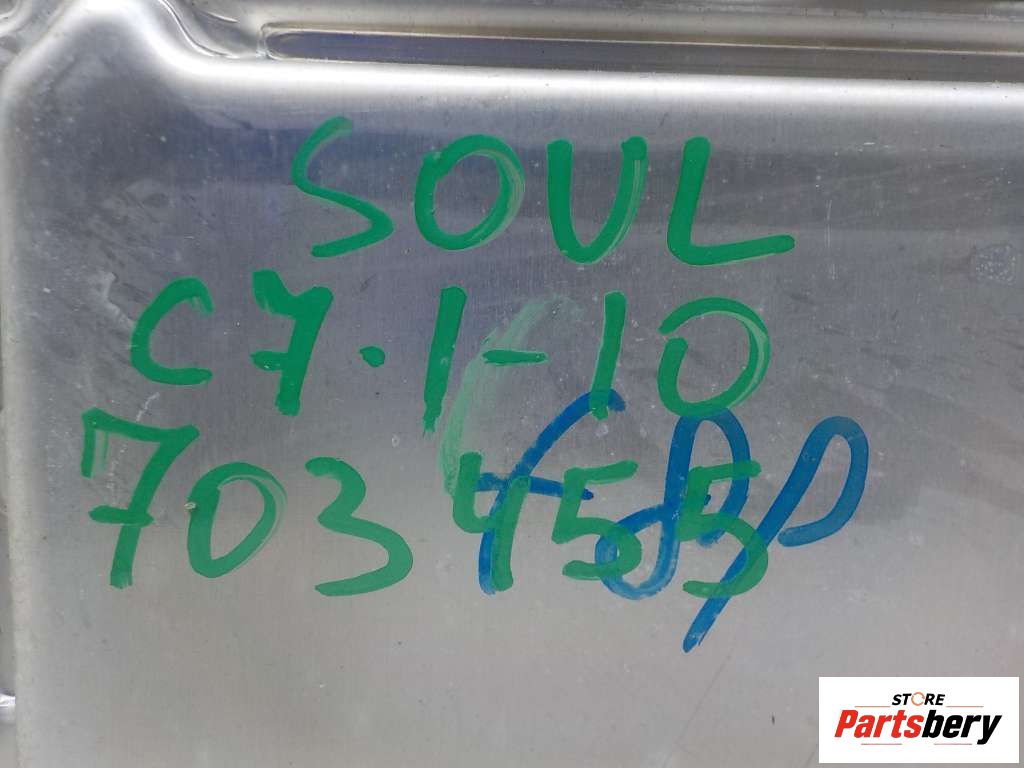 SOUL
C7.1-10
703455
STORE
Partsbery